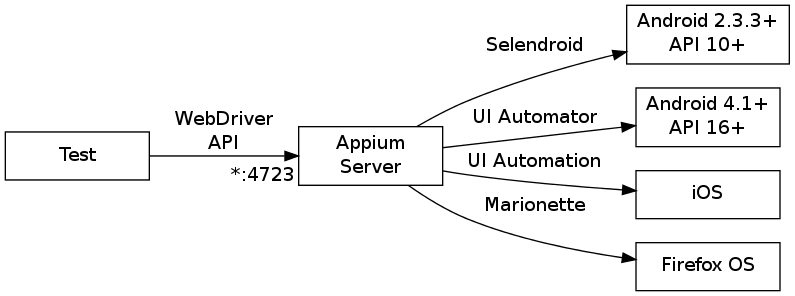 Test
WebDriver
API
*:4723
Appium
Server
Selendroid
Android 2.3.3+
API 10+
UI Automator
Android 4.1+
API 16+
UI Automation
iOS
Marionette
Firefox OS